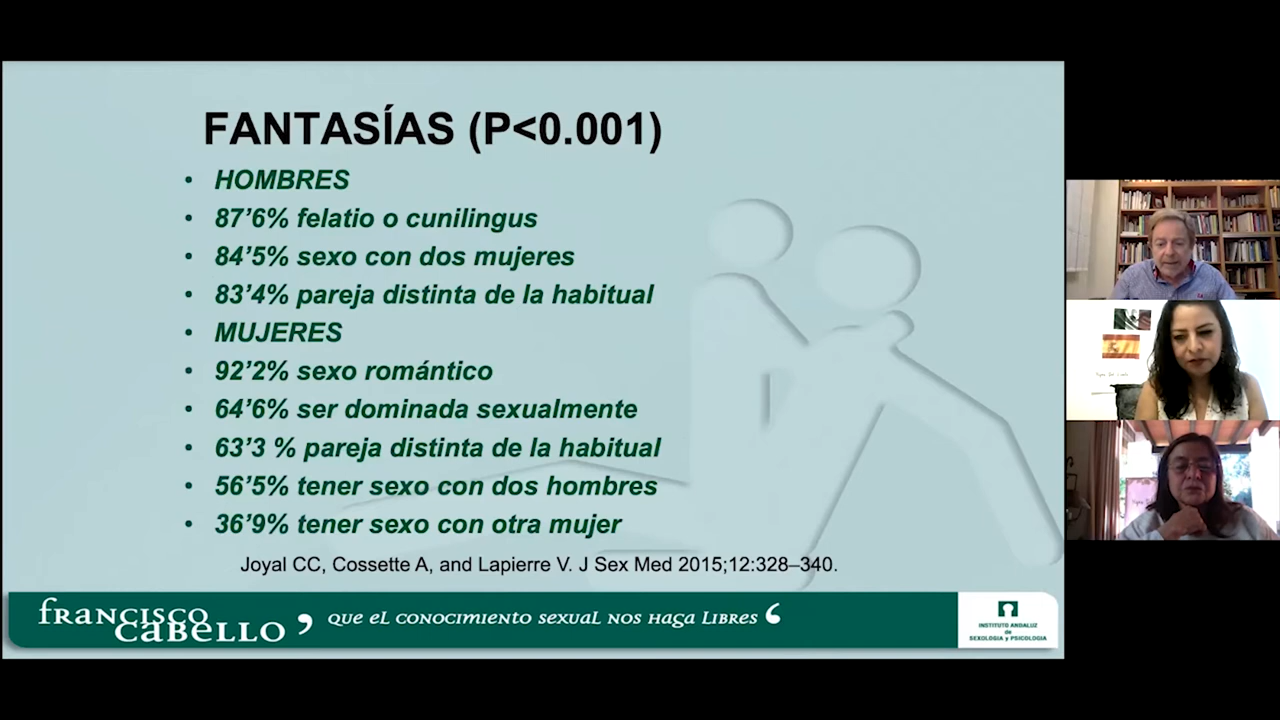 FANTASÍAS (P<0.001)
• HOMBRES
• 87’6% felatio o cunilingus
• 84’5% sexo con dos mujeres
• 83’4% pareja distinta de la habitual
• MUJERES
• 92’2% sexo romántico
• 64’6% ser dominada sexualmente
• 63’3 % pareja distinta de la habitual
• 56’5% tener sexo con dos hombres
• 36’9% tener sexo con otra mujer
Joyal CC, Cossette A, and Lapierre V. J Sex Med 2015;12:328–340.
FRANCISCO
CABELLO
’ QUE EL CONOCIMIENTO SEXUAL NOS HAGA LIBRES ‘
INSTITUTO ANDALUZ
de
SEXOLOGIA y PSICOLOGIA